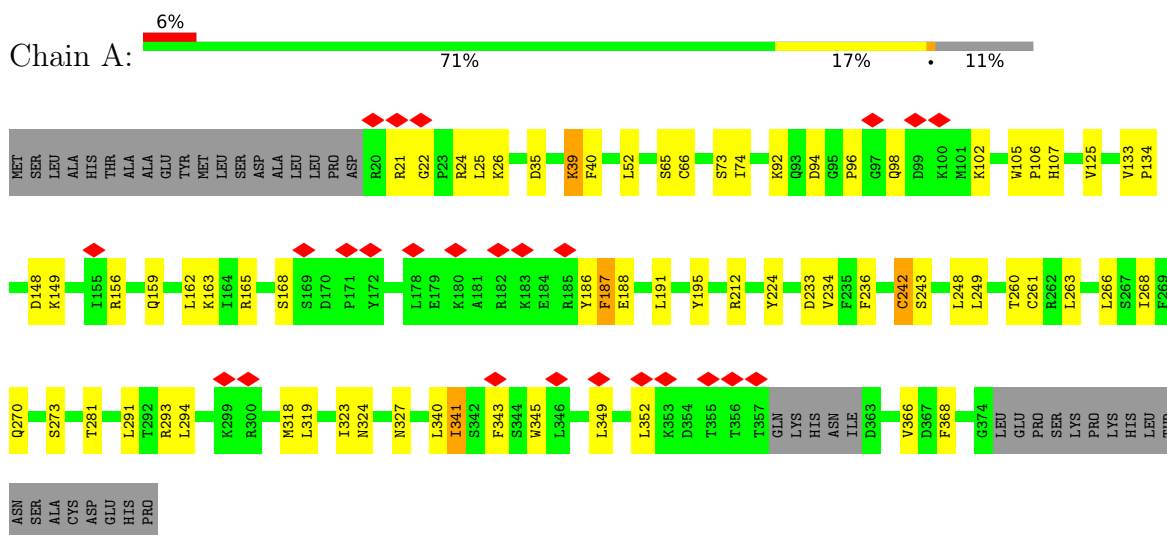 6%
Chain A:
71% 17% • 11%
MET SER LEU ALA HIS THR ALA ALA GLU TYR MET LEU SER ASP ALA LEU LEU PRO ASP R20 R21 G22 P23 R24 L25 K26 D35 K39 F40 L52 S65 C66 S73 I74 K92 Q93 D94 G95 P96 G97 Q98 D99 K100 M101 K102 W105 P106 H107 V125 V133 P134
D148 K149 I155 R156 Q159 L162 K163 I164 R165 S168 S169 D170 P171 Y172 L178 E179 K180 A181 R182 K183 E184 R185 Y186 F187 E188 L191 Y195 R212 Y224 D233 V234 F235 F236 C242 S243 L248 L249 T260 C261 R262 L263 L266 S267 I268 F269
Q270 S273 T281 L291 T292 R293 L294 K299 R300 M318 L319 I323 N324 N327 L340 I341 S342 F343 S344 W345 L346 L349 L352 K353 D354 T355 T356 T357 GLN LYS HIS ASN ILE D363 V366 D367 F368 G374 LEU GLU PRO SER LYS PRO LYS HIS LEU TYR
ASN SER ALA CYS ASP GLU HIS PRO